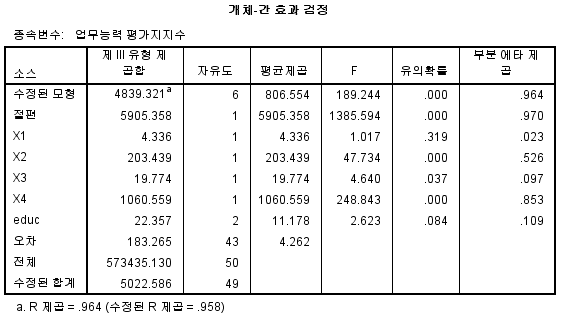 개체-간 효과 검정
종속변수: 업무능력 평가지지수
소스 제 III 유형 제곱합 자유도 평균제곱 F 유의확률 부분 에타 제곱
수정된 모형 4839.321a 6 806.554 189.244 .000 .964
절편 5905.358 1 5905.358 1385.594 .000 .970
X1 4.336 1 4.336 1.017 .319 .023
X2 203.439 1 203.439 47.734 .000 .526
X3 19.774 1 19.774 4.640 .037 .097
X4 1060.559 1 1060.559 248.843 .000 .853
educ 22.357 2 11.178 2.623 .084 .109
오차 183.265 43 4.262
전체 573435.130 50
수정된 합계 5022.586 49
a. R 제곱 = .964 (수정된 R 제곱 = .958)